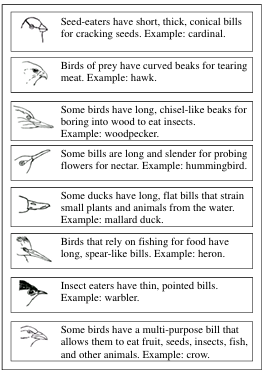 Seed-eaters have short, thick, conical bills
for cracking seeds. Example: cardinal.
Birds of prey have curved beaks for tearing
meat. Example: hawk.
Some birds have long, chisel-like beaks for
boring into wood to eat insects.
Example: woodpecker.
Some bills are long and slender for probing
flowers for nectar. Example: hummingbird.
Some ducks have long, flat bills that strain
small plants and animals from the water.
Example: mallard duck.
Birds that rely on fishing for food have
long, spear-like bills. Example: heron.
Insect eaters have thin, pointed bills.
Example: warbler.
Some birds have a multi-purpose bill that
allows them to eat fruit, seeds, insects, fish,
and other animals. Example: crow.